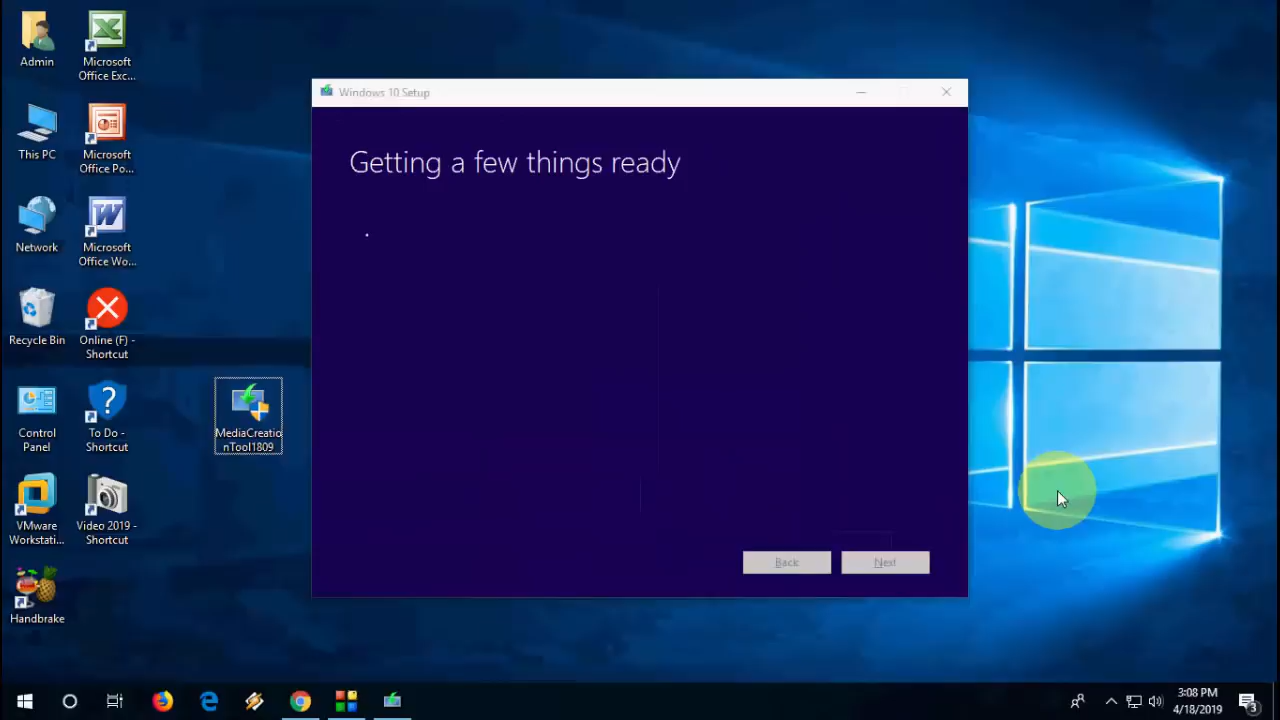 Admin
Microsoft
Office Exc...
This PC
Microsoft
Office Po...
Network
Microsoft
Office Wo...
Recycle Bin
Online (F) -
Shortcut
Control
Panel
To Do -
Shortcut
MediaCreatio
nTool1809
VMware
Workstati...
Video 2019 -
Shortcut
Handbrake
Windows 10 Setup
Getting a few things ready
Back
Next
3:08 PM
4/18/2019
3